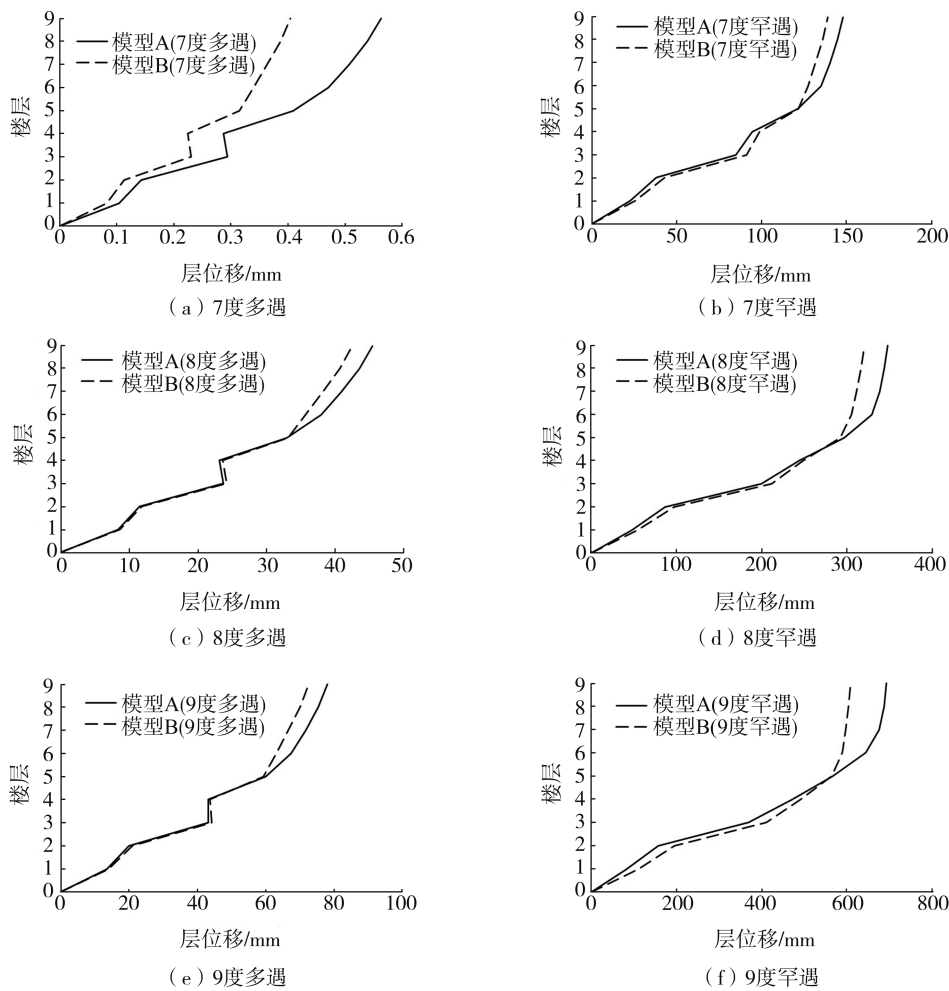 9
8
7
6
5
4
3
2
1
0
楼层
模型A(7度多遇)
模型B(7度多遇)
0 0.1 0.2 0.3 0.4 0.5 0.6
层位移/mm
(a)7度多遇
9
8
7
6
5
4
3
2
1
0
楼层
模型A(7度罕遇)
模型B(7度罕遇)
0 50 100 150 200
层位移/mm
(b)7度罕遇
9
8
7
6
5
4
3
2
1
0
楼层
模型A(8度多遇)
模型B(8度多遇)
0 10 20 30 40 50
层位移/mm
(c)8度多遇
9
8
7
6
5
4
3
2
1
0
楼层
模型A(8度罕遇)
模型B(8度罕遇)
0 100 200 300 400
层位移/mm
(d)8度罕遇
9
8
7
6
5
4
3
2
1
0
楼层
模型A(9度多遇)
模型B(9度多遇)
0 20 40 60 80 100
层位移/mm
(e)9度多遇
9
8
7
6
5
4
3
2
1
0
楼层
模型A(9度罕遇)
模型B(9度罕遇)
0 200 400 600 800
层位移/mm
(f)9度罕遇